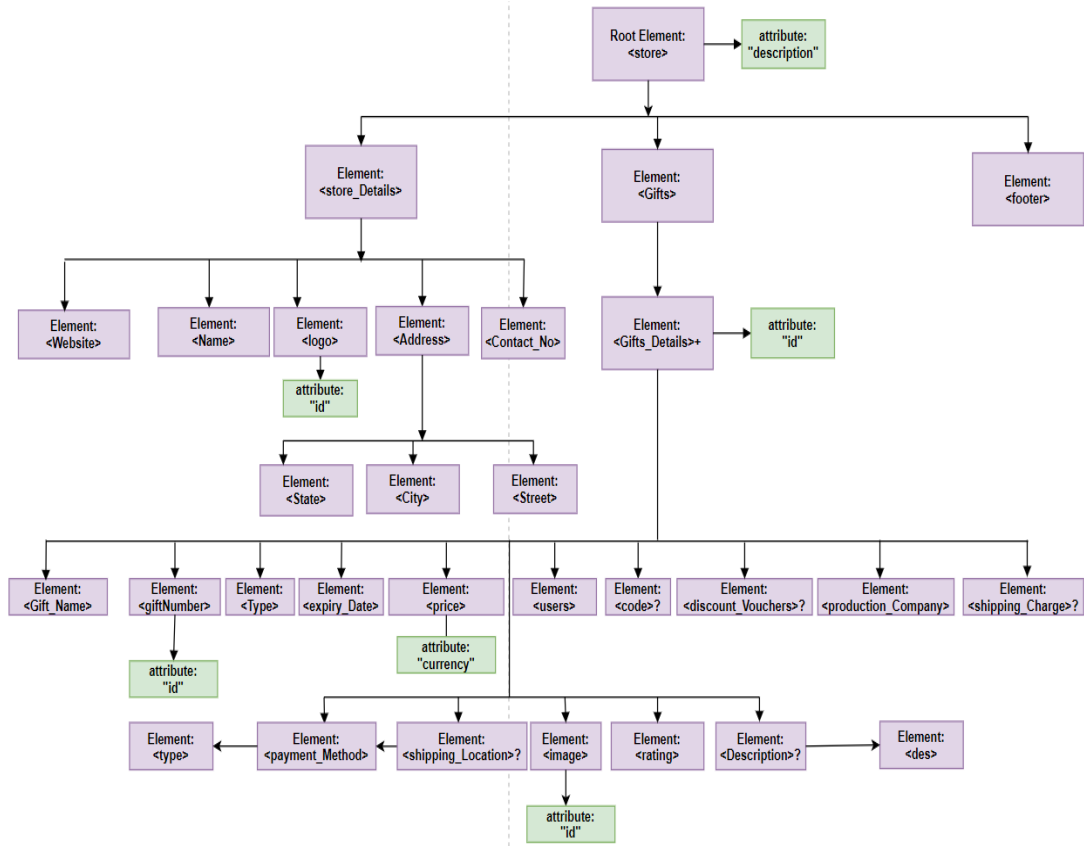 Root Element:
<store>
attribute:
"description"
Element:
<store_Details>
Element:
<Gifts>
Element:
<footer>
Element:
<Website>
Element:
<Name>
Element:
<logo>
Element:
<Address>
Element:
<Contact_No>
Element:
<Gifts_Details>+
attribute:
"id"
attribute:
"id"
Element:
<State>
Element:
<City>
Element:
<Street>
Element:
<Gift_Name>
Element:
<giftNumber>
Element:
<Type>
Element:
<expiry_Date>
Element:
<price>
Element:
<users>
Element:
<code>?
Element:
<discount_Vouchers>?
Element:
<production_Company>
Element:
<shipping_Charge>?
attribute:
"id"
attribute:
"currency"
Element:
<type>
Element:
<payment_Method>
Element:
<shipping_Location>?
Element:
<image>
Element:
<rating>
Element:
<Description>?
Element:
<des>
attribute:
"id"